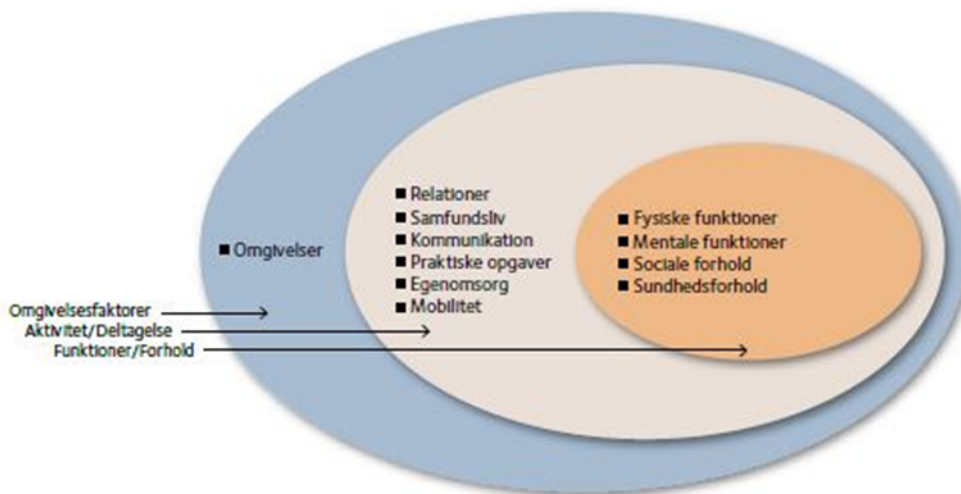 ■ Omgivelser
■ Relationer
■ Samfundsliv
■ Kommunikation
■ Praktiske opgaver
■ Egenomsorg
■ Mobilitet
■ Fysiske funktioner
■ Mentale funktioner
■ Sociale forhold
■ Sundhedsforhold
Omgivelsesfaktorer
Aktivitet/Deltagelse
Funktioner/Forhold